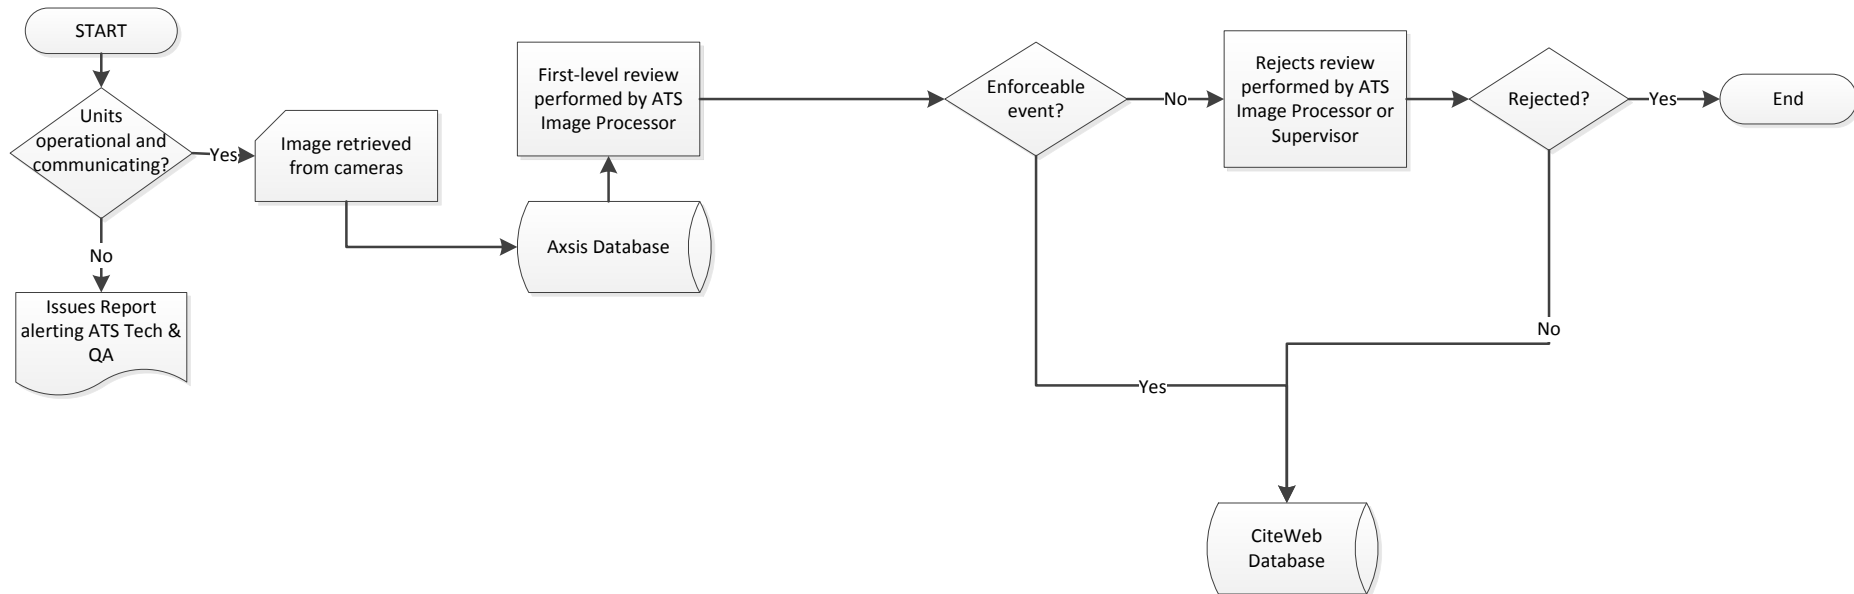 START
Units
operational and
communicating?
Yes
No
Issues Report
alerting ATS Tech &
QA
Image retrieved
from cameras
Axsis Database
First-level review
performed by ATS
Image Processor
Enforceable
event?
No
Yes
Rejects review
performed by ATS
Image Processor or
Supervisor
Rejected?
Yes
End
No
CiteWeb
Database